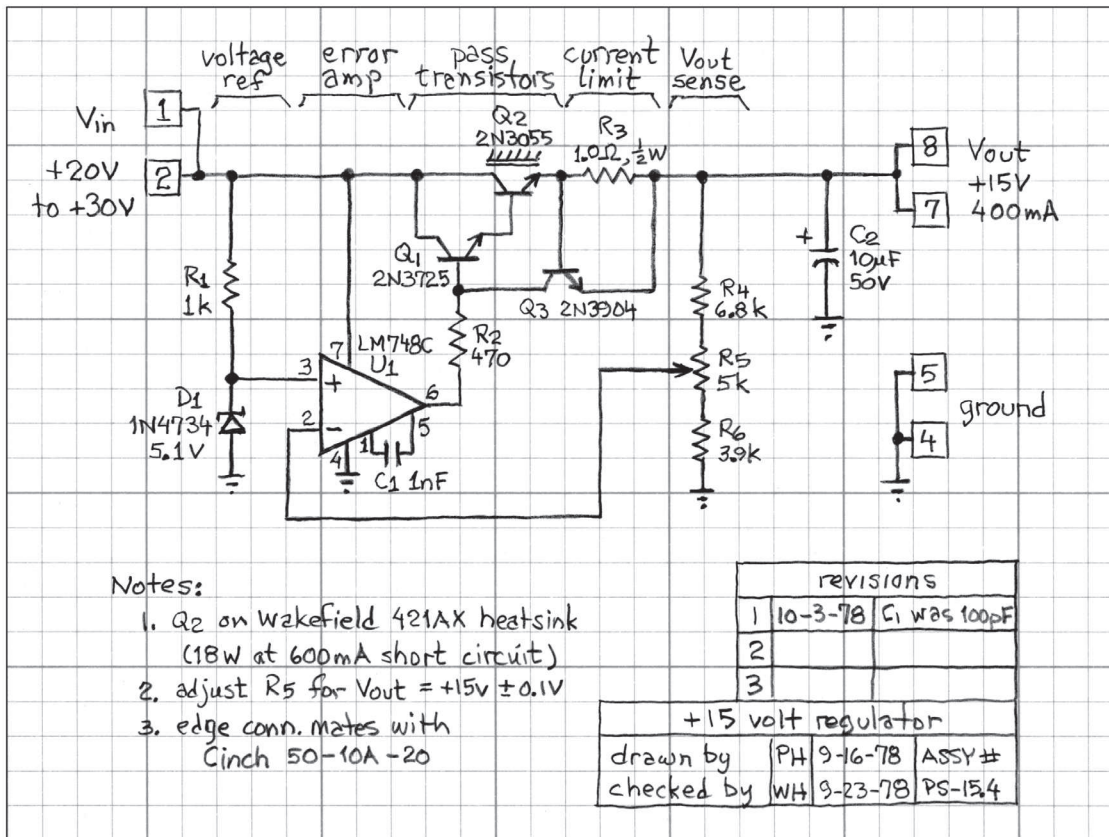 voltage ref
error amp
pass transistors
current limit
Vout sense
Vin
1
+20V
to +30V
2
Q2
2N3055
R3
1.0Ω, ½W
8
Vout
+15V
7
400mA
Q1
2N3725
Q3 2N3904
R1
1k
R2
470
R4
6.8k
C2
+
10µF
50V
LM748C
U1
7
3
+
6
2
-
5
1
4
C1 1nF
D1
1N4734
5.1V
R5
5k
R6
3.9k
5
ground
4
Notes:
1. Q2 on Wakefield 421AX heatsink
(18W at 600mA short circuit)
2. adjust R5 for Vout = +15V ±0.1V
3. edge conn. mates with
Cinch 50-10A-20
revisions
1 10-3-78 C1 was 100pF
2
3
+15 volt regulator
drawn by PH 9-16-78 ASSY #
checked by WH 9-23-78 PS-15.4